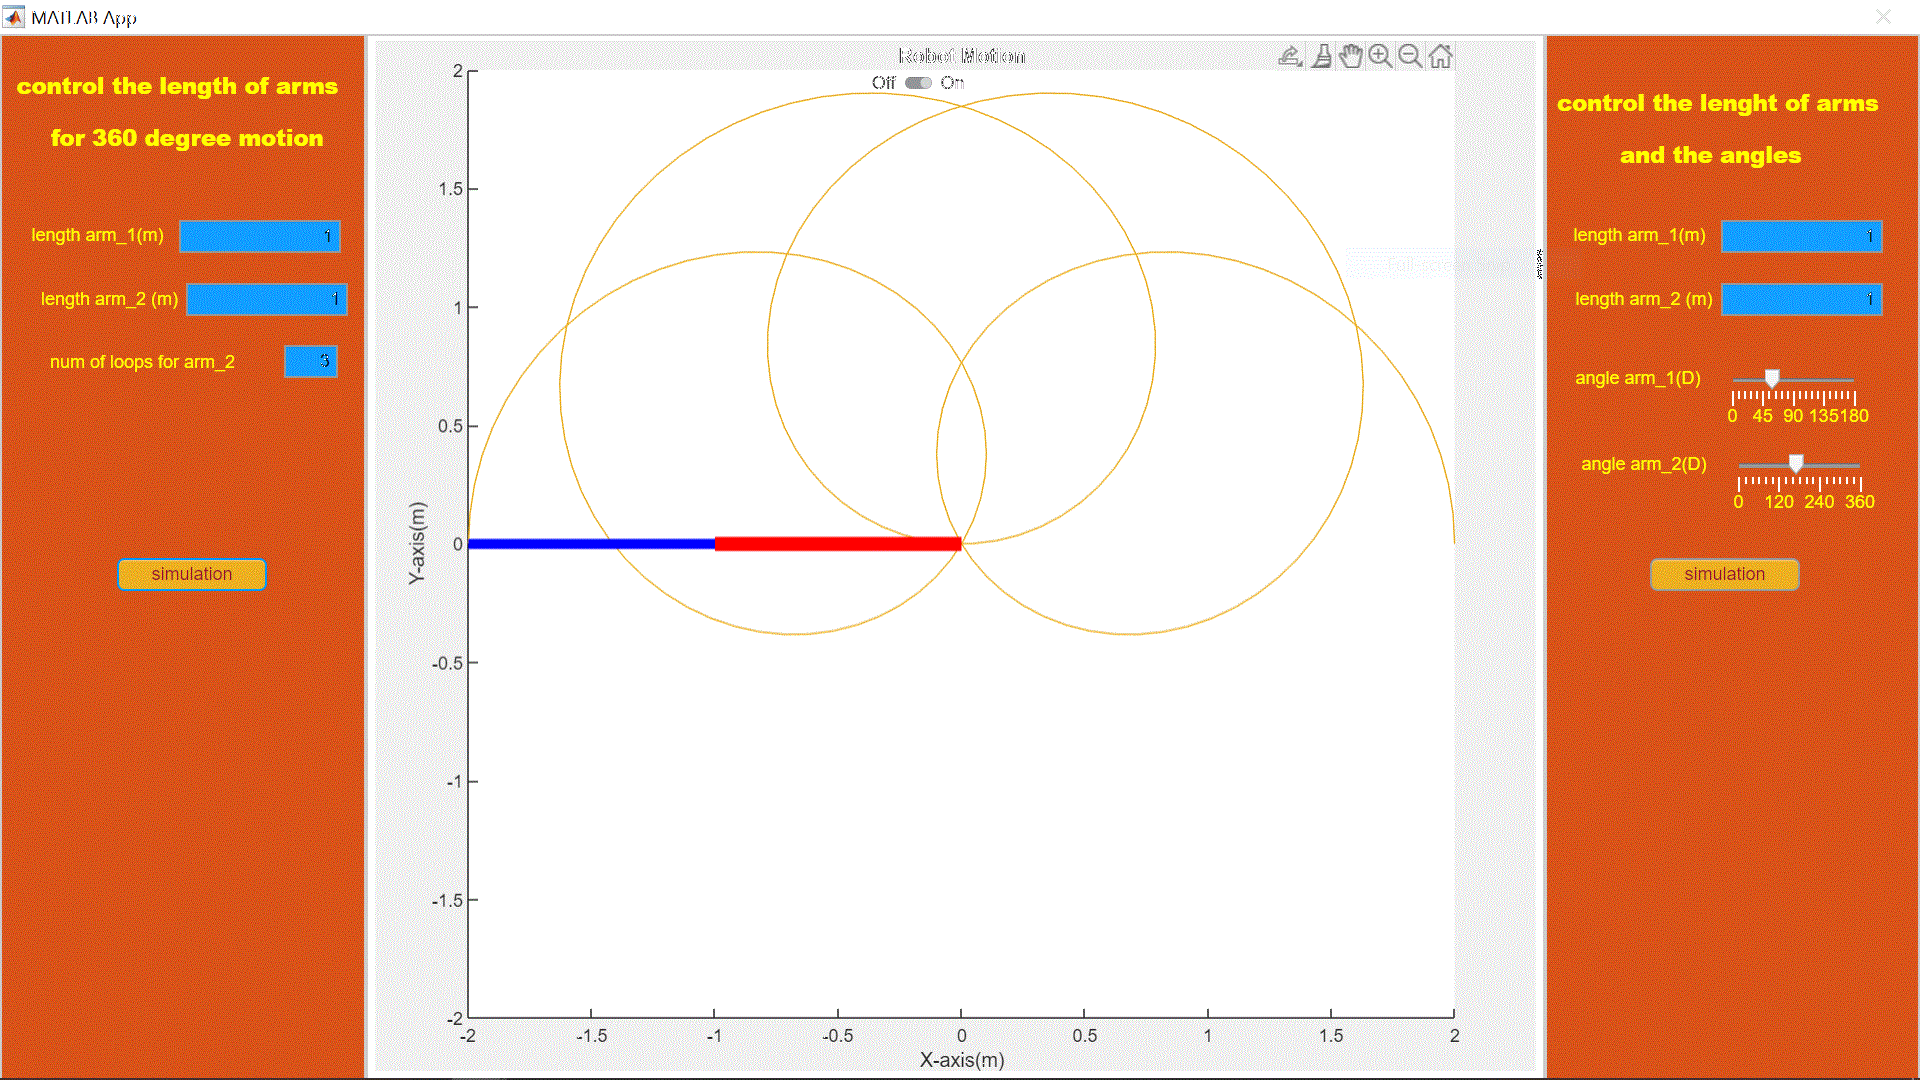 MATLAB App
control the length of arms
for 360 degree motion
length arm_1(m) 1
length arm_2 (m) 1
num of loops for arm_2 3
simulation
Robot Motion
Off On
2
1.5
1
0.5
0
-0.5
-1
-1.5
-2
Y-axis(m)
-2 -1.5 -1 -0.5 0 0.5 1 1.5 2
X-axis(m)
control the lenght of arms
and the angles
length arm_1(m) 1
length arm_2 (m) 1
angle arm_1(D)
0 45 90 135 180
angle arm_2(D)
0 120 240 360
simulation